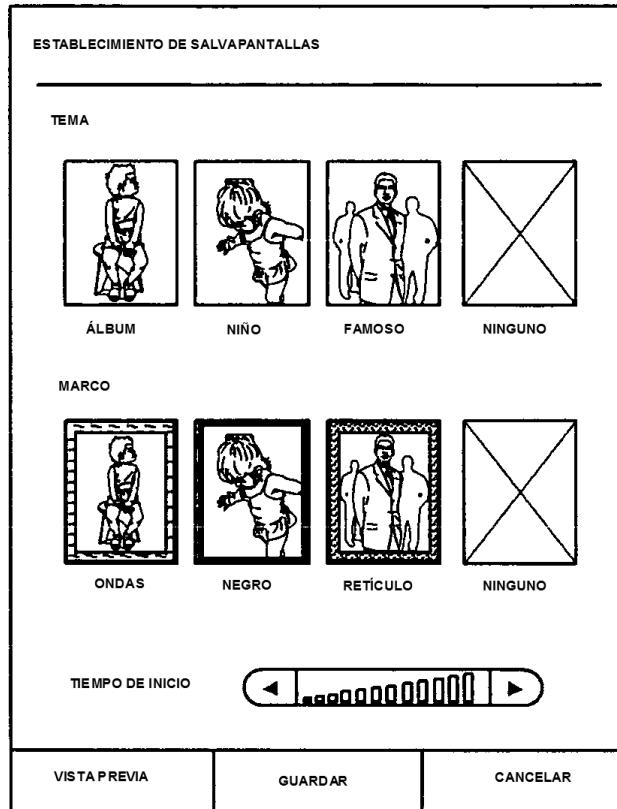 ESTABLECIMIENTO DE SALVAPANTALLAS
TEMA
ÁLBUM NIÑO FAMOSO NINGUNO
MARCO
ONDAS NEGRO RETÍCULO NINGUNO
TIEMPO DE INICIO
VISTA PREVIA GUARDAR CANCELAR